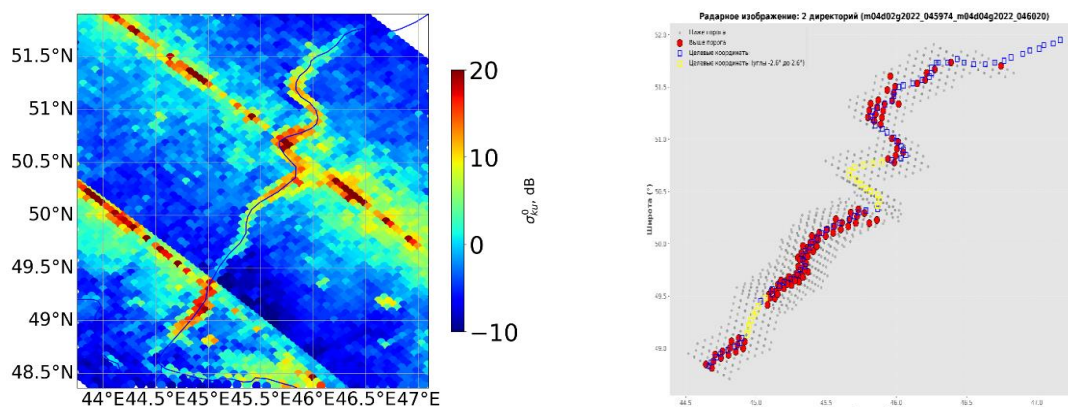 51.5°N
51°N
50.5°N
50°N
49.5°N
49°N
48.5°N
44°E44.5°E45°E45.5°E46°E46.5°E47°E
20
10
0
−10
σ⁰ku, dB
Радарное изображение: 2 директорий (m04d02g2022_045974_m04d04g2022_046020)
Ниже порога
Выше порога
Целевые координаты
Целевые координаты (углы -2.6° до 2.6°)
Широта (°)
52.0
51.5
51.0
50.5
50.0
49.5
49.0
44.5
45.0
45.5
46.0
46.5
47.0